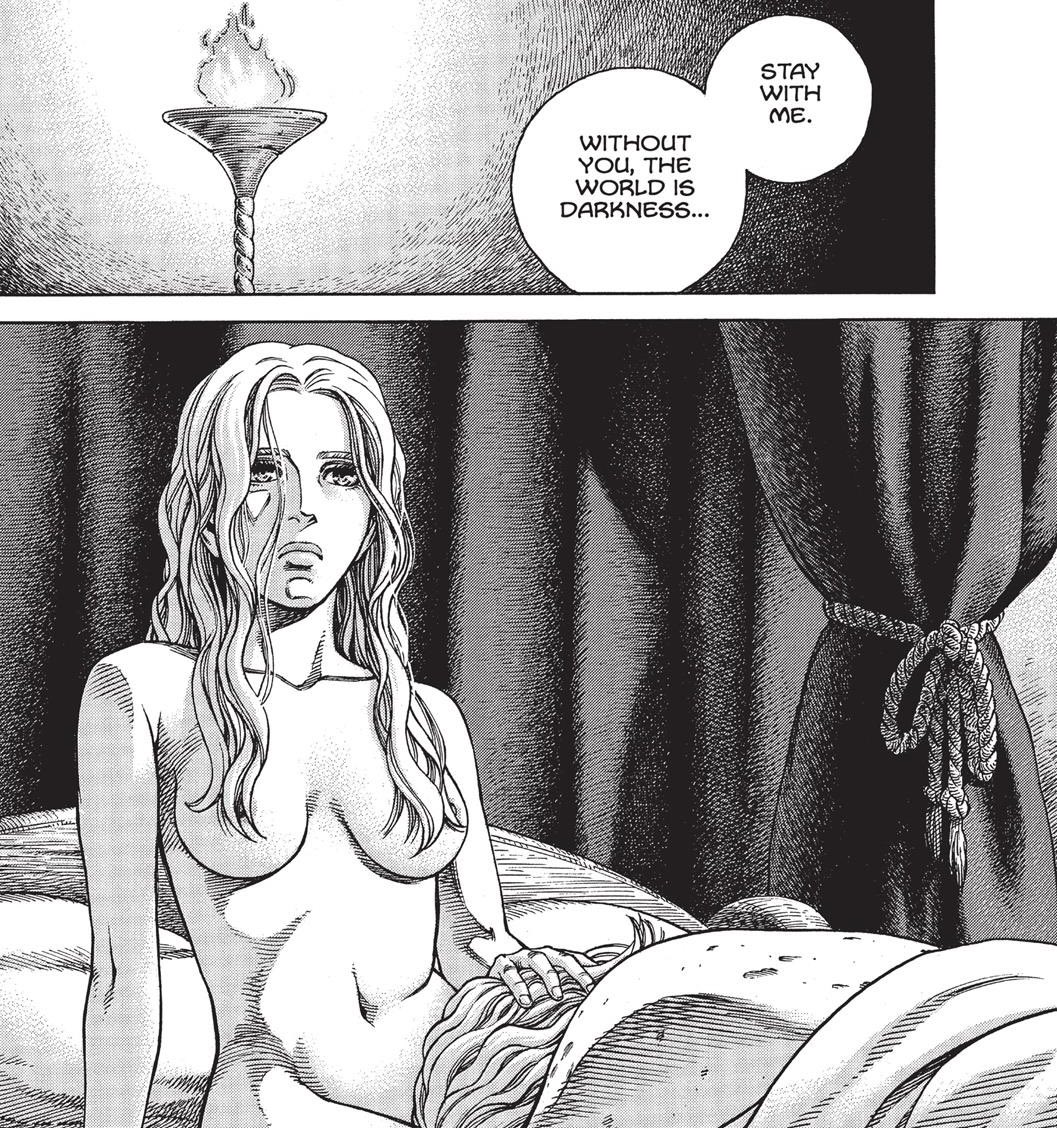 STAY
WITH
ME.
WITHOUT
YOU, THE
WORLD IS
DARKNESS...